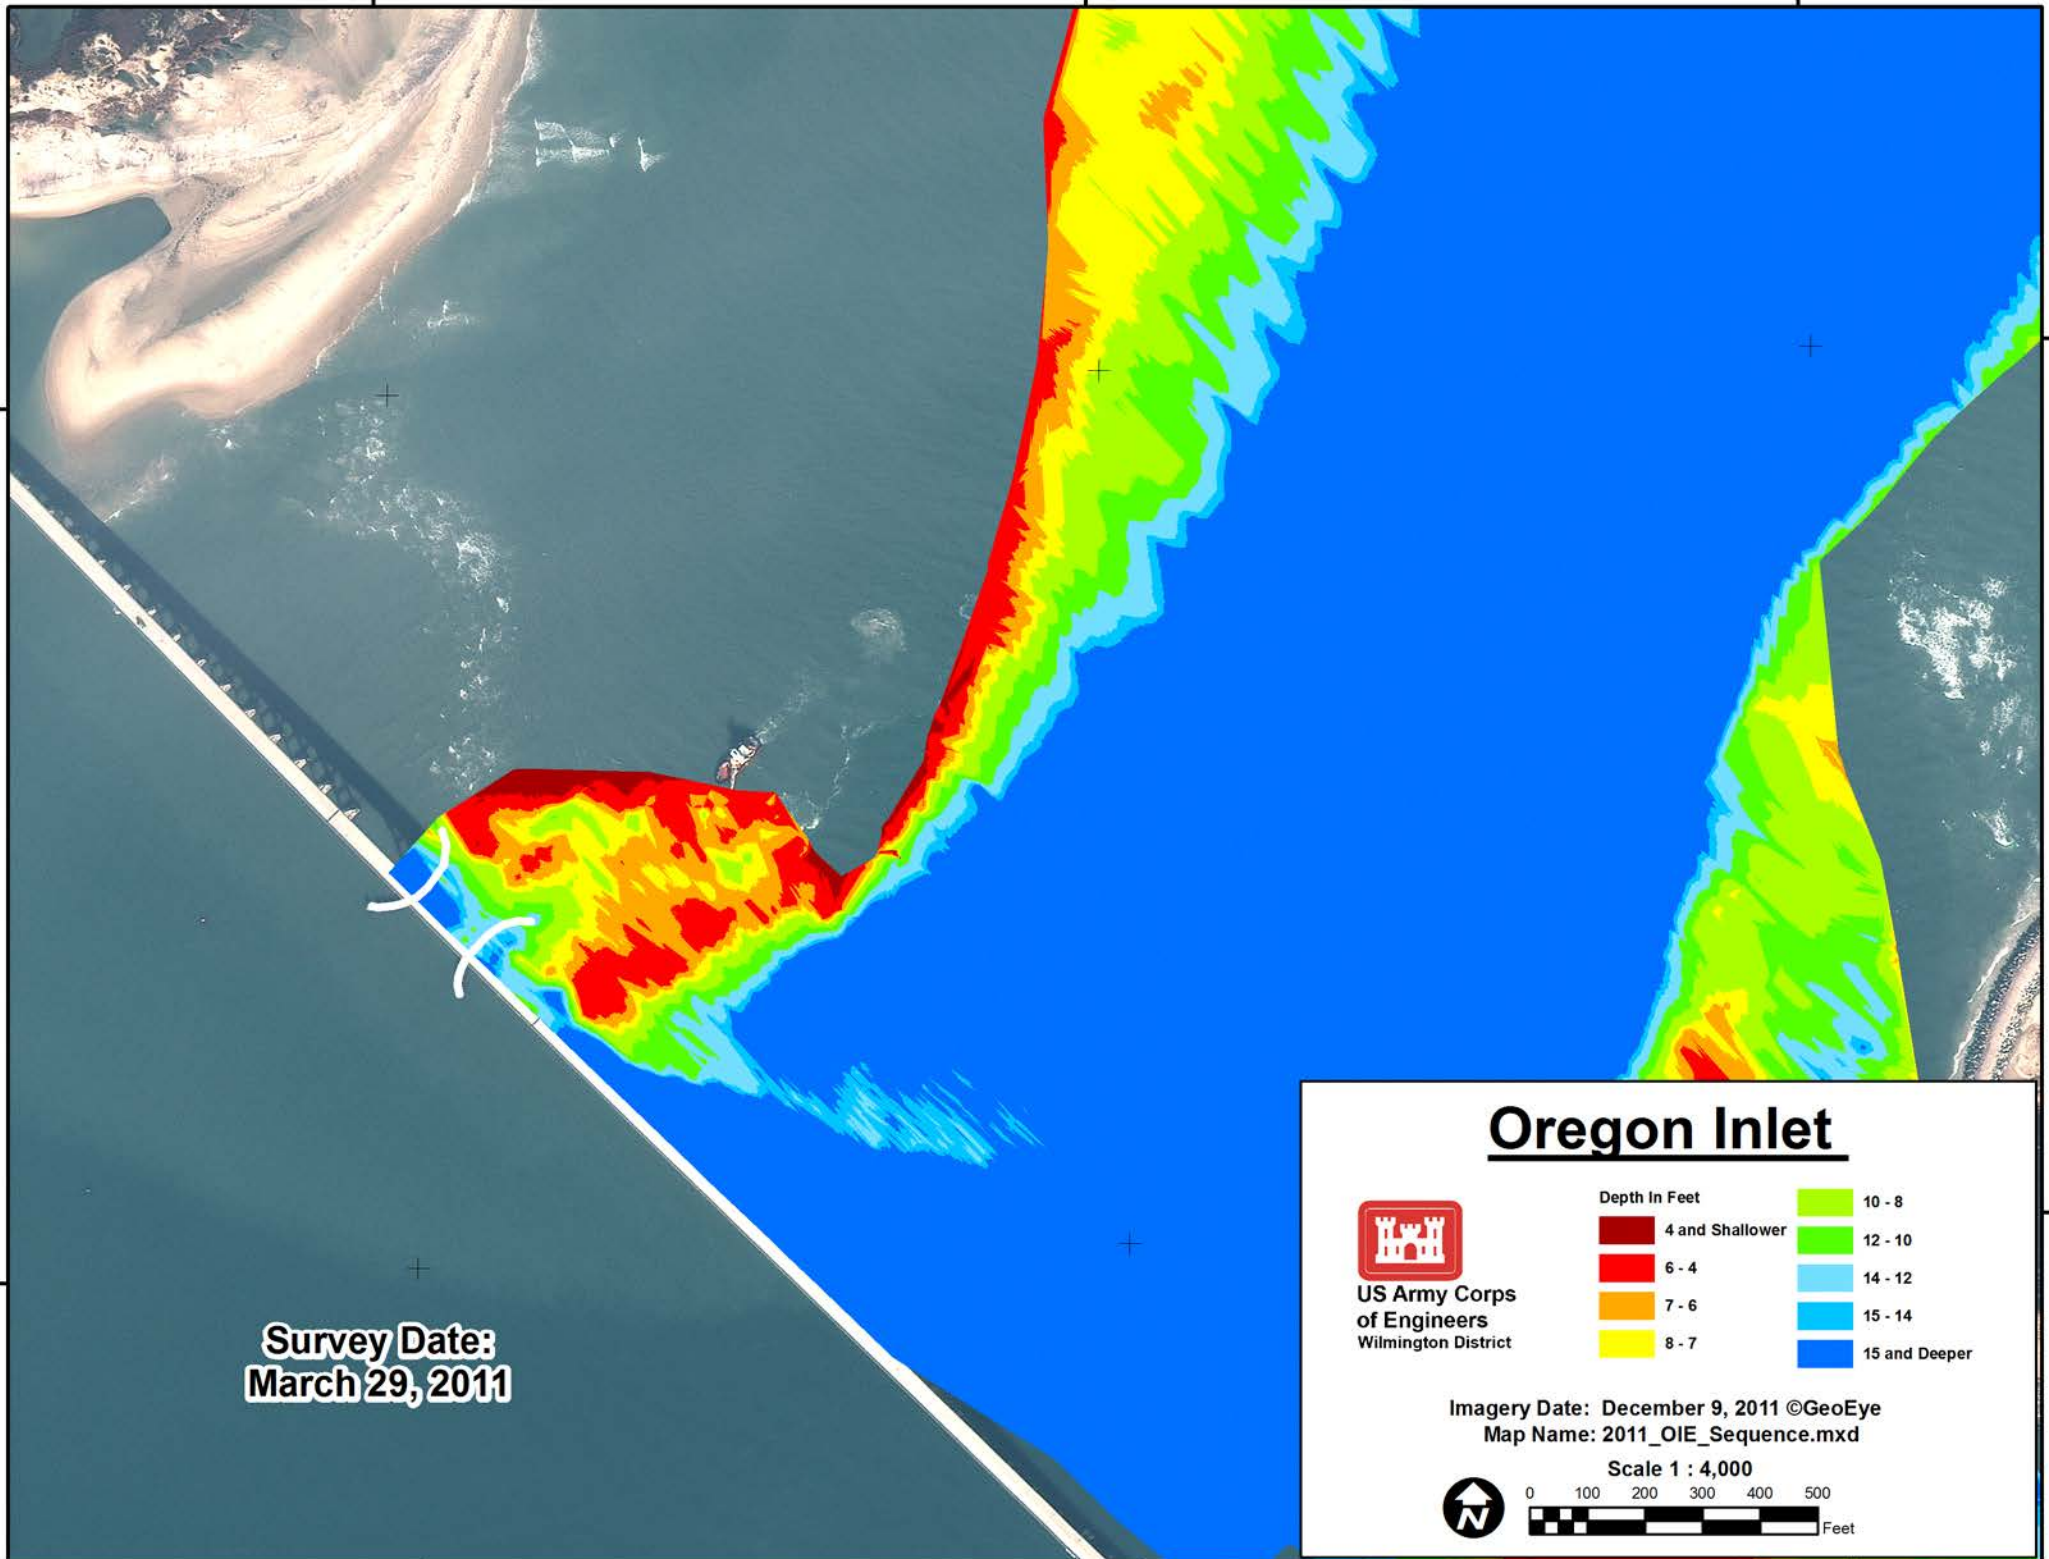 Survey Date:
March 29, 2011
Oregon Inlet
US Army Corps
of Engineers
Wilmington District
Depth In Feet
4 and Shallower
6 - 4
7 - 6
8 - 7
10 - 8
12 - 10
14 - 12
15 - 14
15 and Deeper
Imagery Date: December 9, 2011 ©GeoEye
Map Name: 2011_OIE_Sequence.mxd
Scale 1 : 4,000
N
0 100 200 300 400 500
Feet